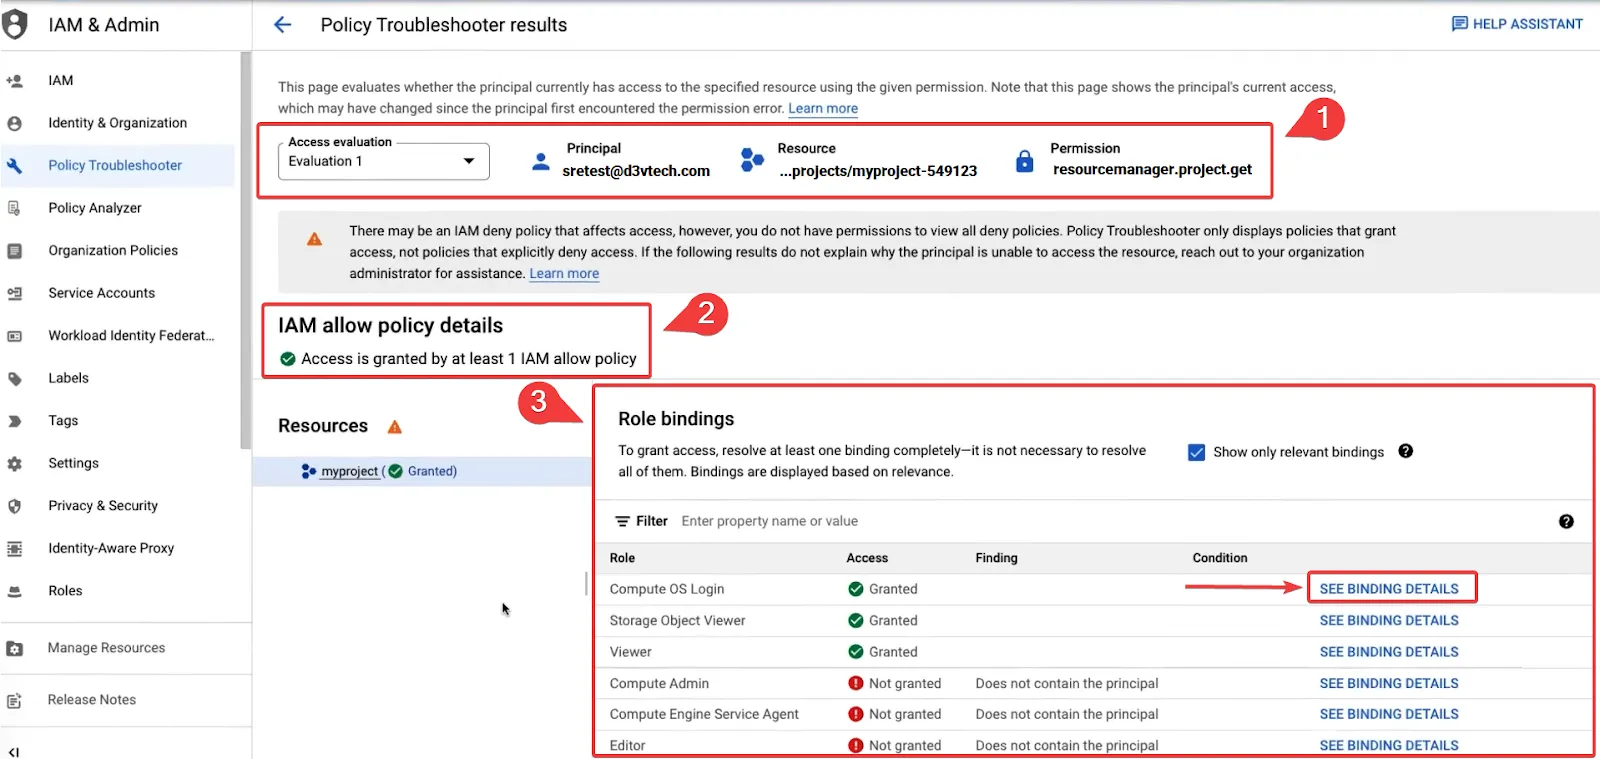 IAM & Admin
Policy Troubleshooter results
HELP ASSISTANT
IAM
Identity & Organization
Policy Troubleshooter
Policy Analyzer
Organization Policies
Service Accounts
Workload Identity Federat...
Labels
Tags
Settings
Privacy & Security
Identity-Aware Proxy
Roles
Manage Resources
Release Notes
This page evaluates whether the principal currently has access to the specified resource using the given permission. Note that this page shows the principal's current access,
which may have changed since the principal first encountered the permission error. Learn more
1
Access evaluation
Evaluation 1
Principal
sretest@d3vtech.com
Resource
...projects/myproject-549123
Permission
resourcemanager.project.get
There may be an IAM deny policy that affects access, however, you do not have permissions to view all deny policies. Policy Troubleshooter only displays policies that grant
access, not policies that explicitly deny access. If the following results do not explain why the principal is unable to access the resource, reach out to your organization
administrator for assistance. Learn more
2
IAM allow policy details
Access is granted by at least 1 IAM allow policy
3
Resources
myproject ( Granted)
Role bindings
To grant access, resolve at least one binding completely—it is not necessary to resolve
all of them. Bindings are displayed based on relevance.
Show only relevant bindings
Filter Enter property name or value
Role Access Finding Condition
Compute OS Login Granted SEE BINDING DETAILS
Storage Object Viewer Granted SEE BINDING DETAILS
Viewer Granted SEE BINDING DETAILS
Compute Admin Not granted Does not contain the principal SEE BINDING DETAILS
Compute Engine Service Agent Not granted Does not contain the principal SEE BINDING DETAILS
Editor Not granted Does not contain the principal SEE BINDING DETAILS